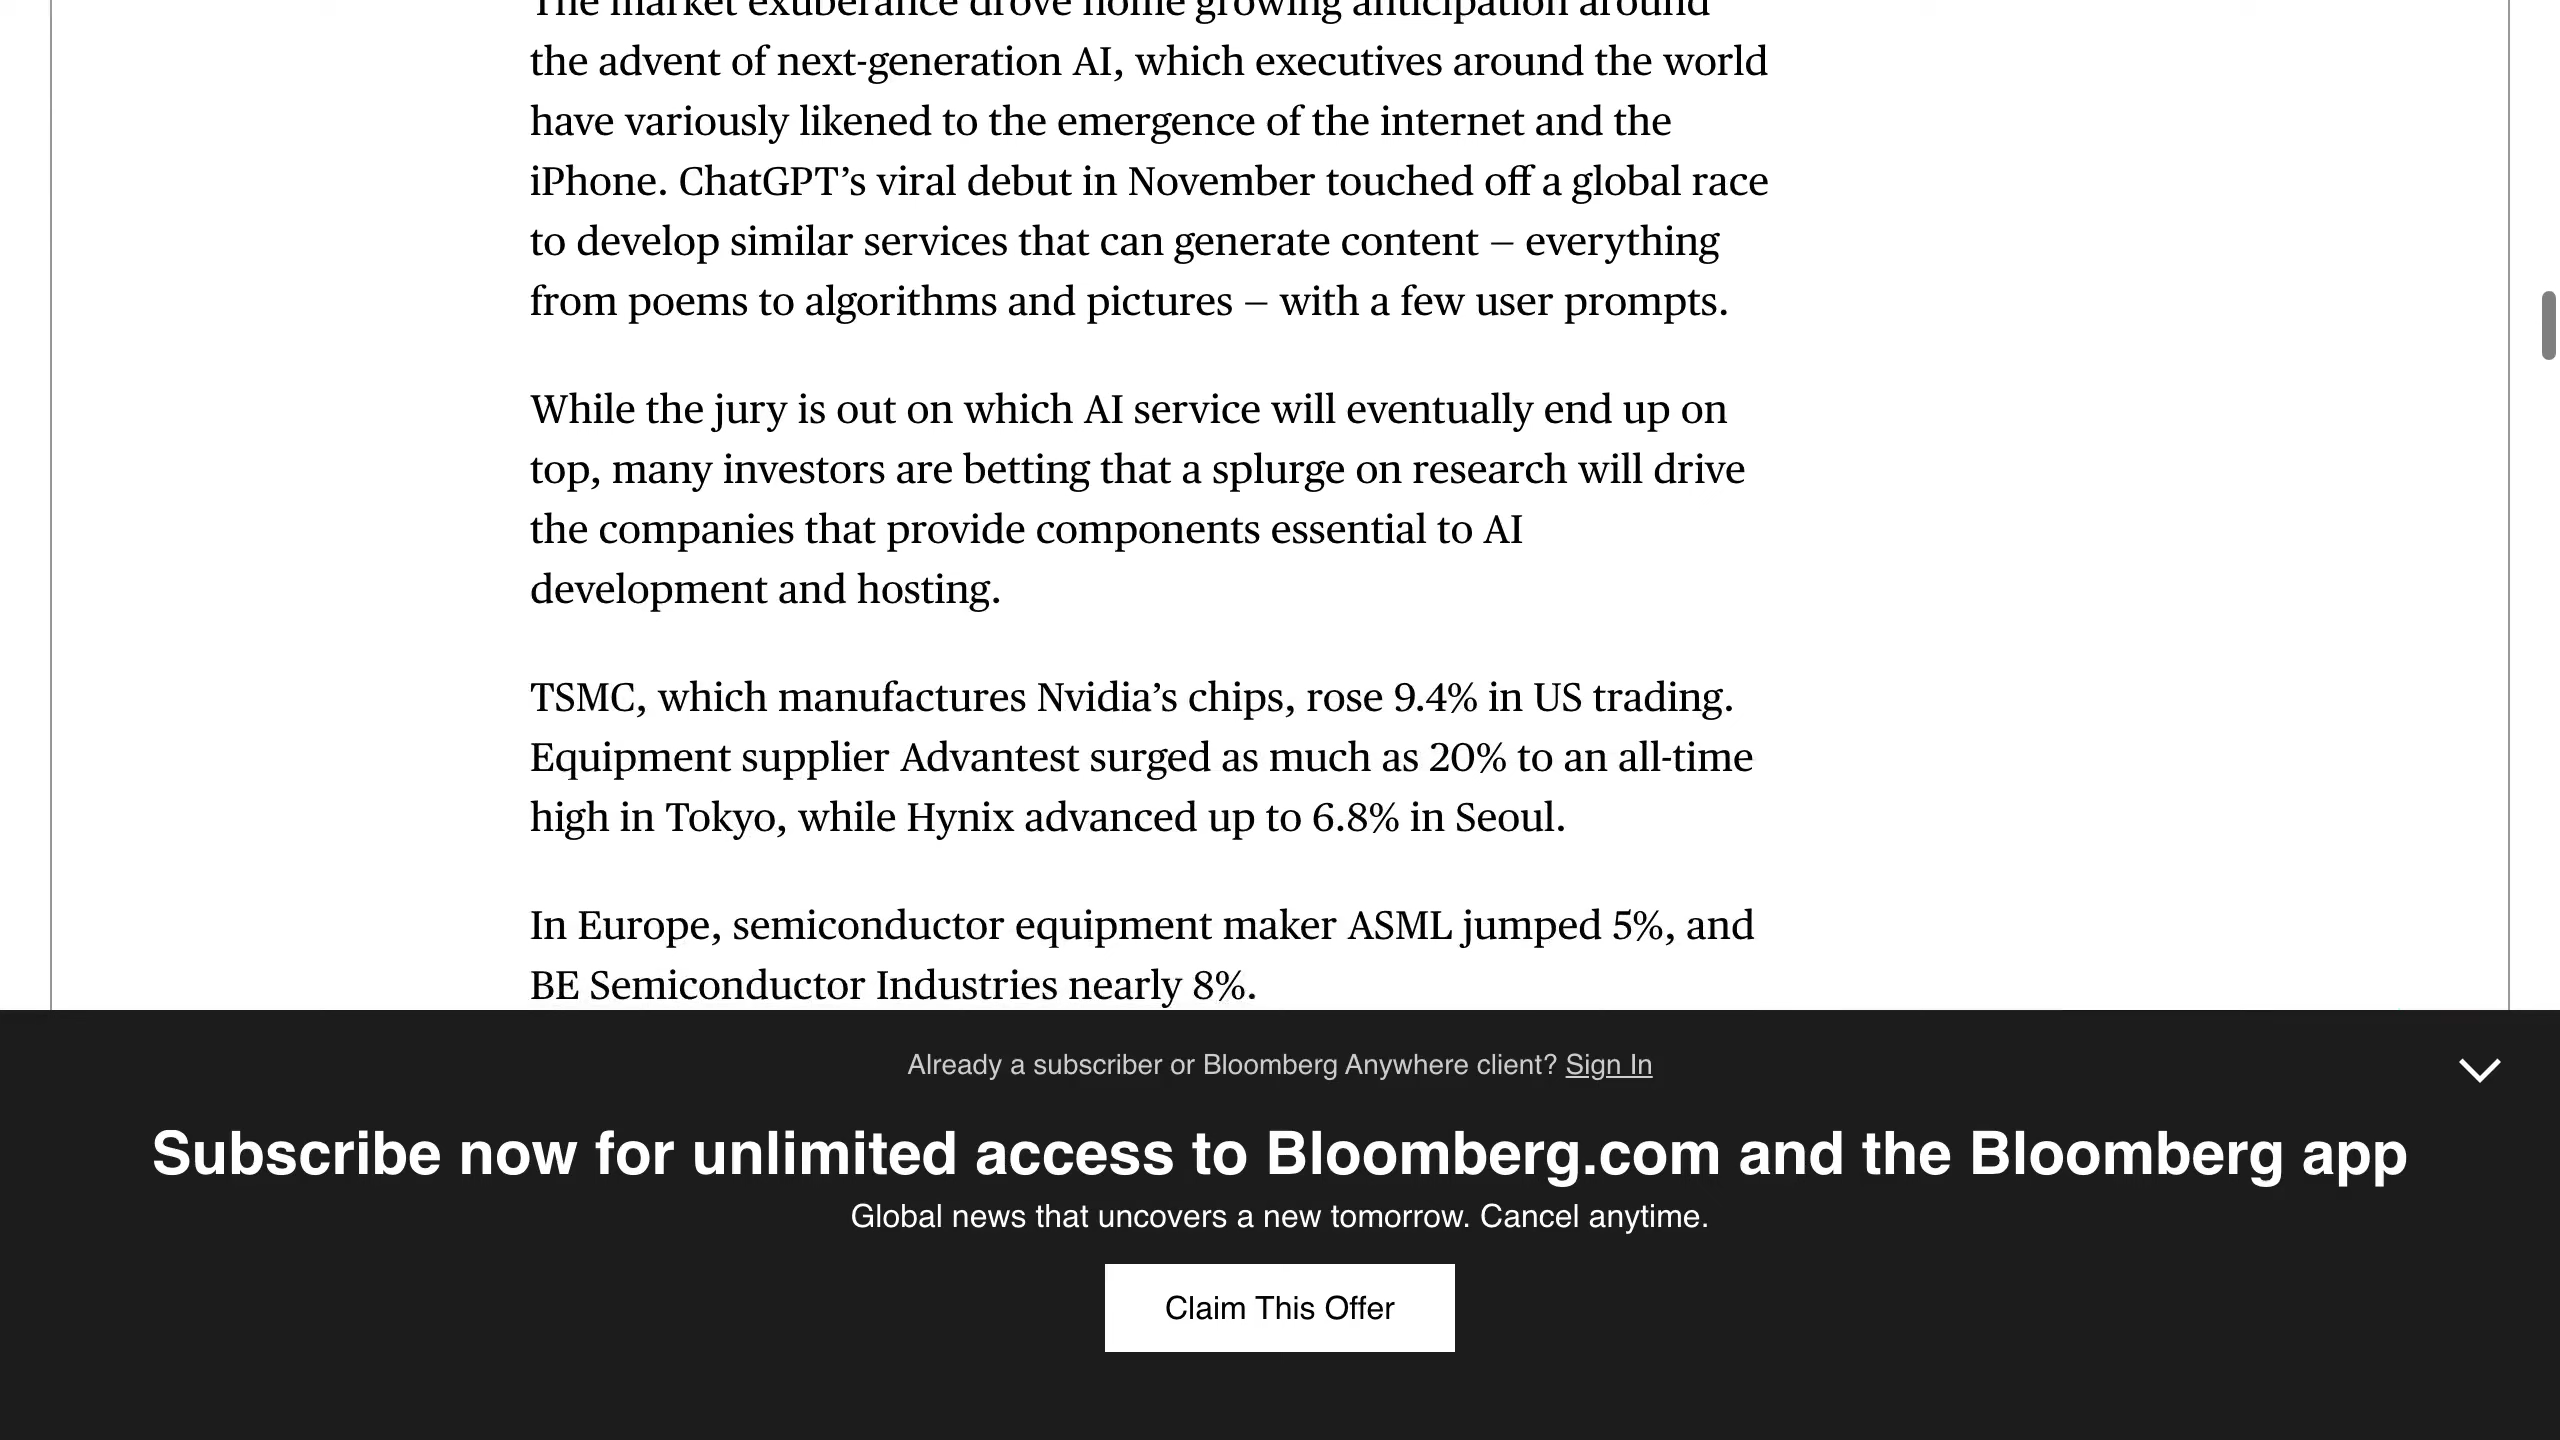 The market exuberance drove home growing anticipation around
the advent of next-generation AI, which executives around the world
have variously likened to the emergence of the internet and the
iPhone. ChatGPT’s viral debut in November touched off a global race
to develop similar services that can generate content – everything
from poems to algorithms and pictures – with a few user prompts.
While the jury is out on which AI service will eventually end up on
top, many investors are betting that a splurge on research will drive
the companies that provide components essential to AI
development and hosting.
TSMC, which manufactures Nvidia’s chips, rose 9.4% in US trading.
Equipment supplier Advantest surged as much as 20% to an all-time
high in Tokyo, while Hynix advanced up to 6.8% in Seoul.
In Europe, semiconductor equipment maker ASML jumped 5%, and
BE Semiconductor Industries nearly 8%.
Already a subscriber or Bloomberg Anywhere client? Sign In
Subscribe now for unlimited access to Bloomberg.com and the Bloomberg app
Global news that uncovers a new tomorrow. Cancel anytime.
Claim This Offer